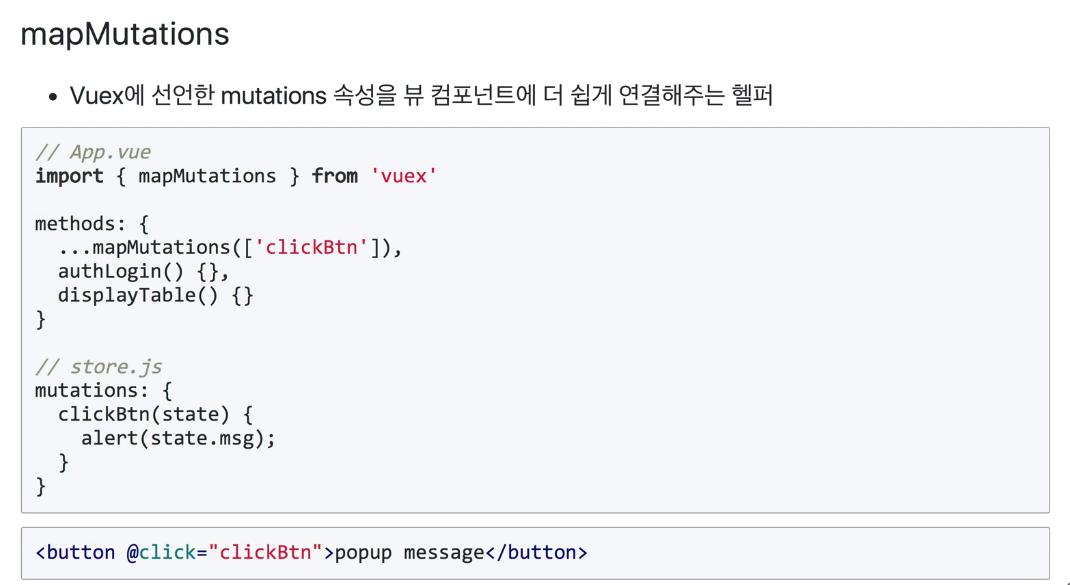 mapMutations
• Vuex에 선언한 mutations 속성을 뷰 컴포넌트에 더 쉽게 연결해주는 헬퍼
// App.vue
import { mapMutations } from 'vuex'
methods: {
  ...mapMutations(['clickBtn']),
  authLogin() {},
  displayTable() {}
}
// store.js
mutations: {
  clickBtn(state) {
    alert(state.msg);
  }
}
<button @click="clickBtn">popup message</button>